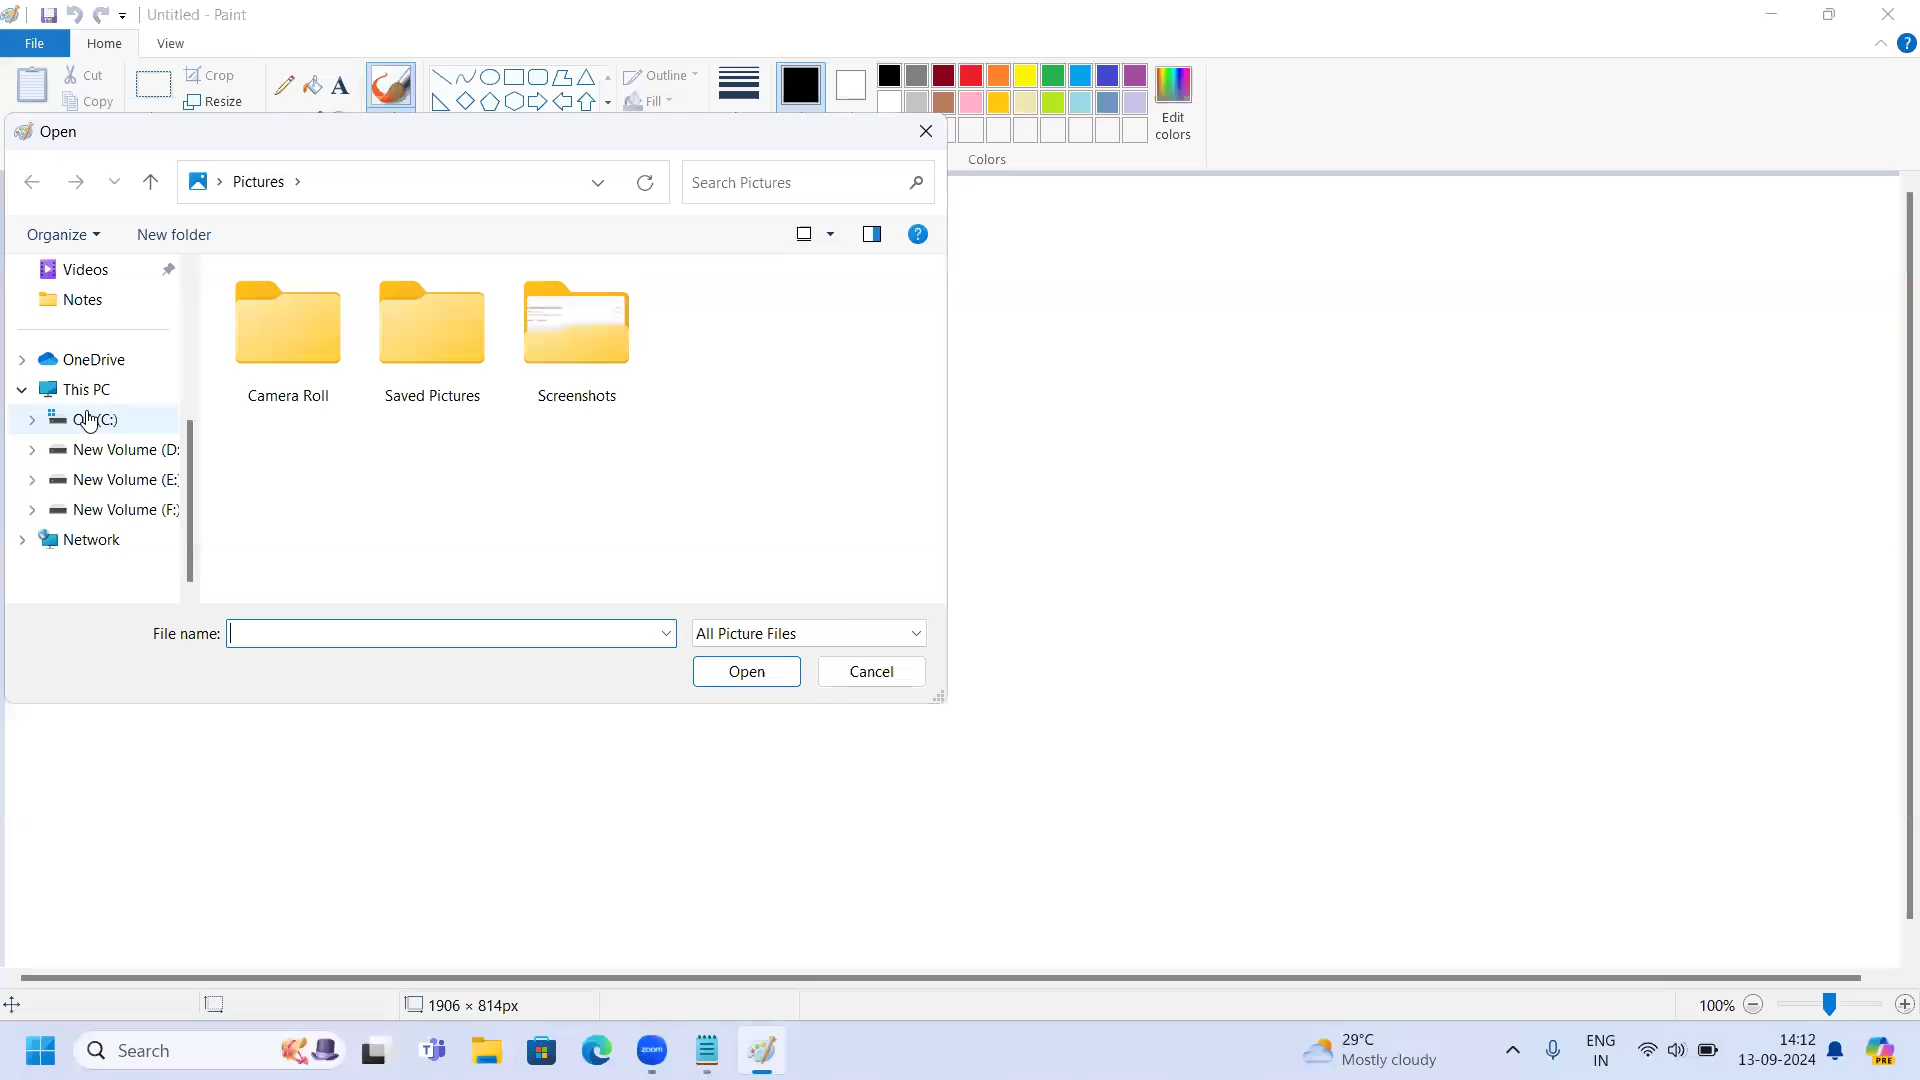 Untitled - Paint
File
Home
View
?
Cut
Copy
Crop
Resize
A
Outline
Fill
Edit
colors
Colors
Open
Pictures
Search Pictures
Organize
New folder
?
Videos
Notes
OneDrive
This PC
(C:)
New Volume (D:
New Volume (E:)
New Volume (F:)
Network
Camera Roll
Saved Pictures
Screenshots
File name:
All Picture Files
Open
Cancel
1906 × 814px
100%
Search
zoom
29°C
Mostly cloudy
ENG
IN
14:12
13-09-2024
PRE